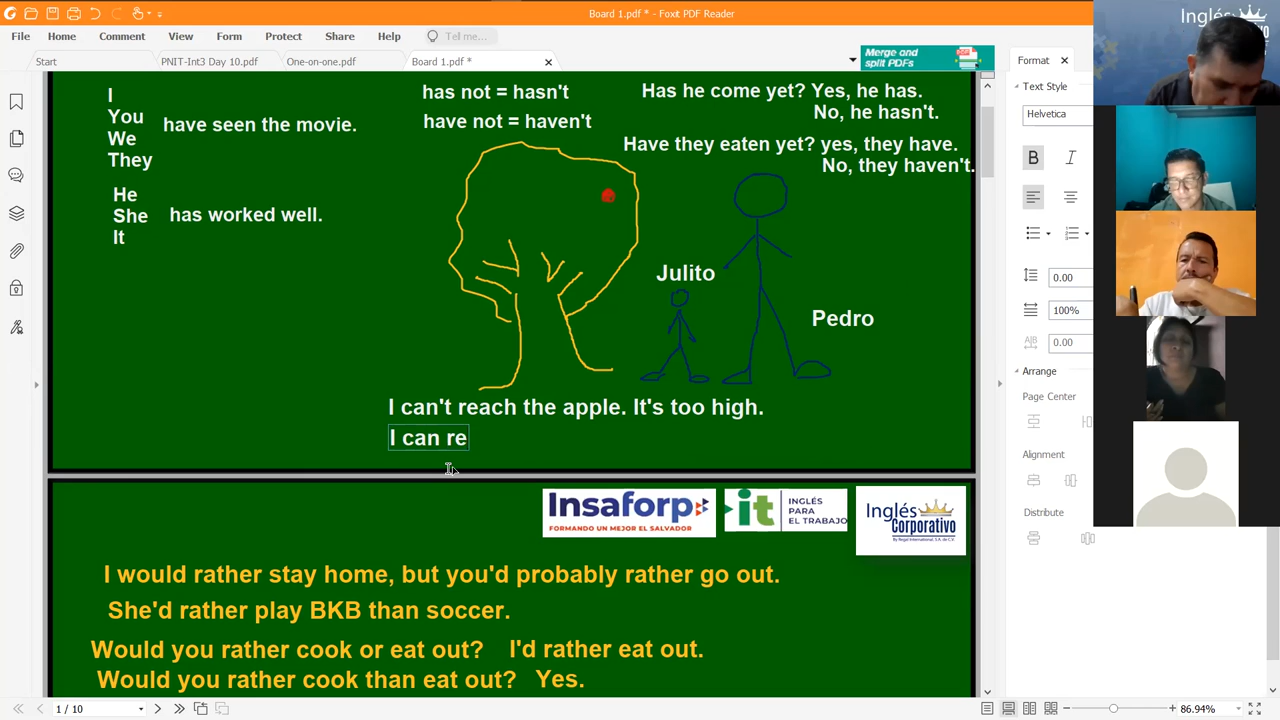 Board 1.pdf * - Foxit PDF Reader
File Home Comment View Form Protect Share Help Tell me...
Start PNIT-Int3 Day 10.pdf One-on-one.pdf Board 1.pdf *
Merge and split PDFs
I
You
We
They
have seen the movie.
He
She
It
has worked well.
has not = hasn't
have not = haven't
Has he come yet? Yes, he has.
No, he hasn't.
Have they eaten yet? yes, they have.
No, they haven't.
Julito
Pedro
I can't reach the apple. It's too high.
I can re
Insaforp
FORMANDO UN MEJOR EL SALVADOR
it INGLÉS PARA EL TRABAJO
Inglés Corporativo
By Regal International, S.A. de C.V.
I would rather stay home, but you'd probably rather go out.
She'd rather play BKB than soccer.
Would you rather cook or eat out? I'd rather eat out.
Would you rather cook than eat out? Yes.
1 / 10
86.94%
Format
Text Style
Helvetica
B I
0.00
100%
0.00
Arrange
Page Center
Alignment
Distribute
Inglés